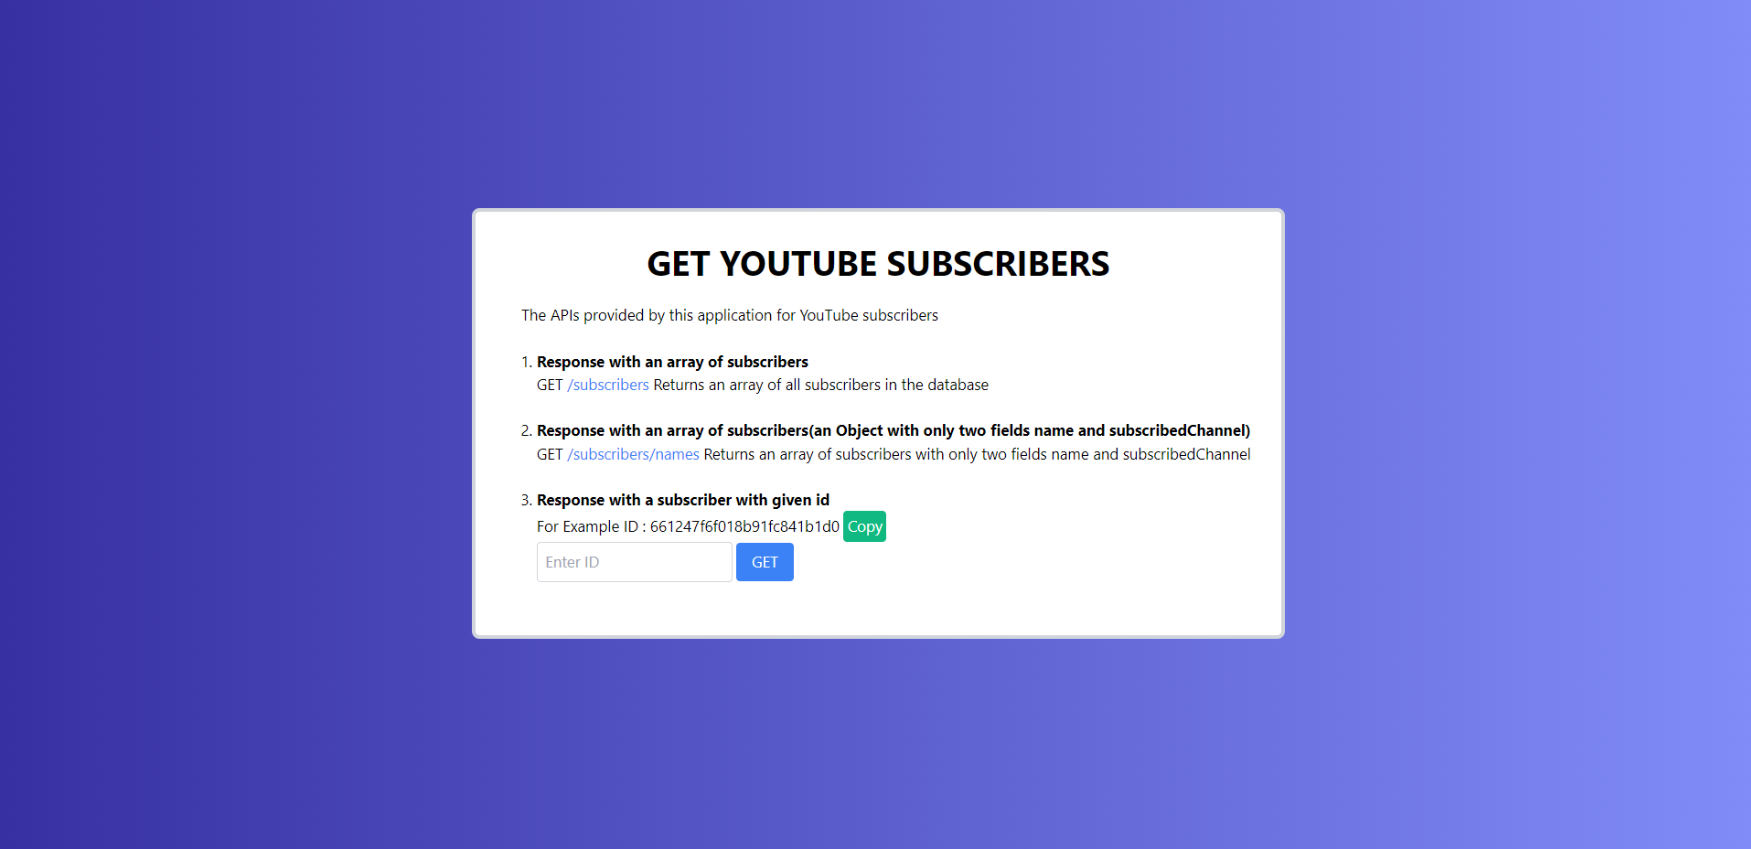 GET YOUTUBE SUBSCRIBERS
The APIs provided by this application for YouTube subscribers
1. Response with an array of subscribers
GET /subscribers Returns an array of all subscribers in the database
2. Response with an array of subscribers(an Object with only two fields name and subscribedChannel)
GET /subscribers/names Returns an array of subscribers with only two fields name and subscribedChannel
3. Response with a subscriber with given id
For Example ID : 661247f6f018b91fc841b1d0 Copy
Enter ID GET